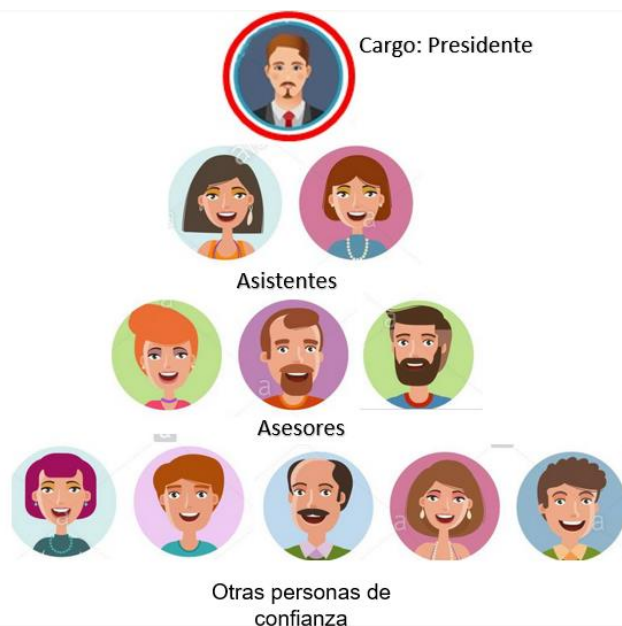 Cargo: Presidente
Asistentes
Asesores
Otras personas de
confianza